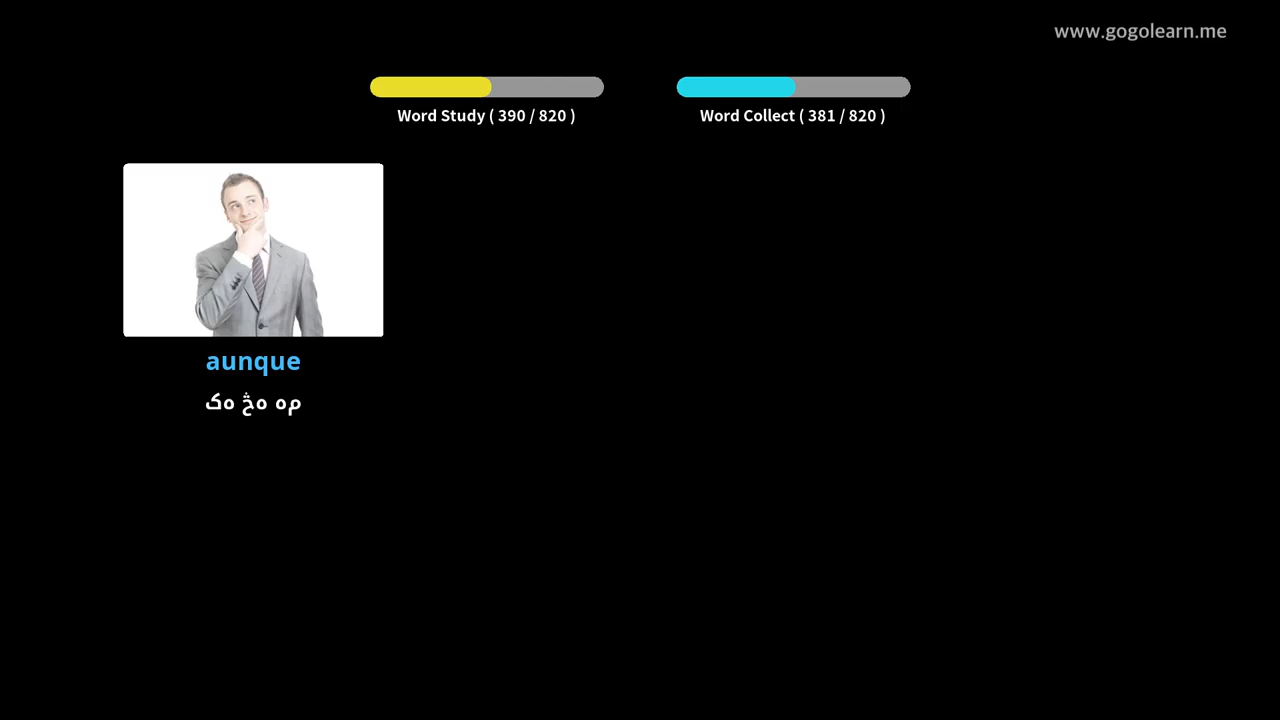 www.gogolearn.me
Word Study ( 390 / 820 )
Word Collect ( 381 / 820 )
aunque
که څه هم